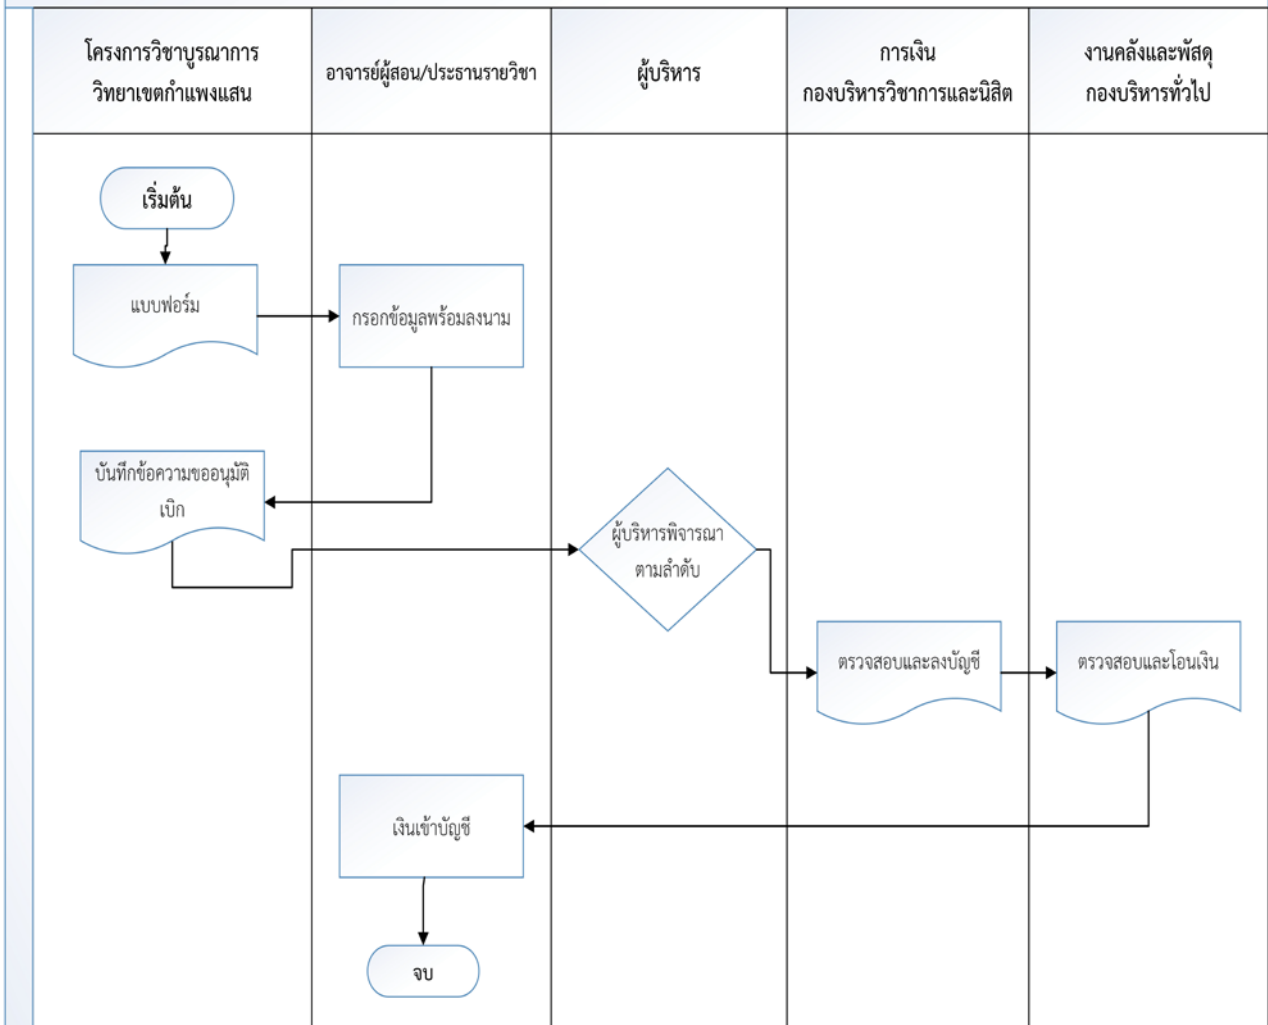 โครงการวิชาบูรณาการ
วิทยาเขตกำแพงแสน
อาจารย์ผู้สอน/ประธานรายวิชา
ผู้บริหาร
การเงิน
กองบริหารวิชาการและนิสิต
งานคลังและพัสดุ
กองบริหารทั่วไป
เริ่มต้น
แบบฟอร์ม
กรอกข้อมูลพร้อมลงนาม
บันทึกข้อความขออนุมัติ
เบิก
ผู้บริหารพิจารณา
ตามลำดับ
ตรวจสอบและลงบัญชี
ตรวจสอบและโอนเงิน
เงินเข้าบัญชี
จบ